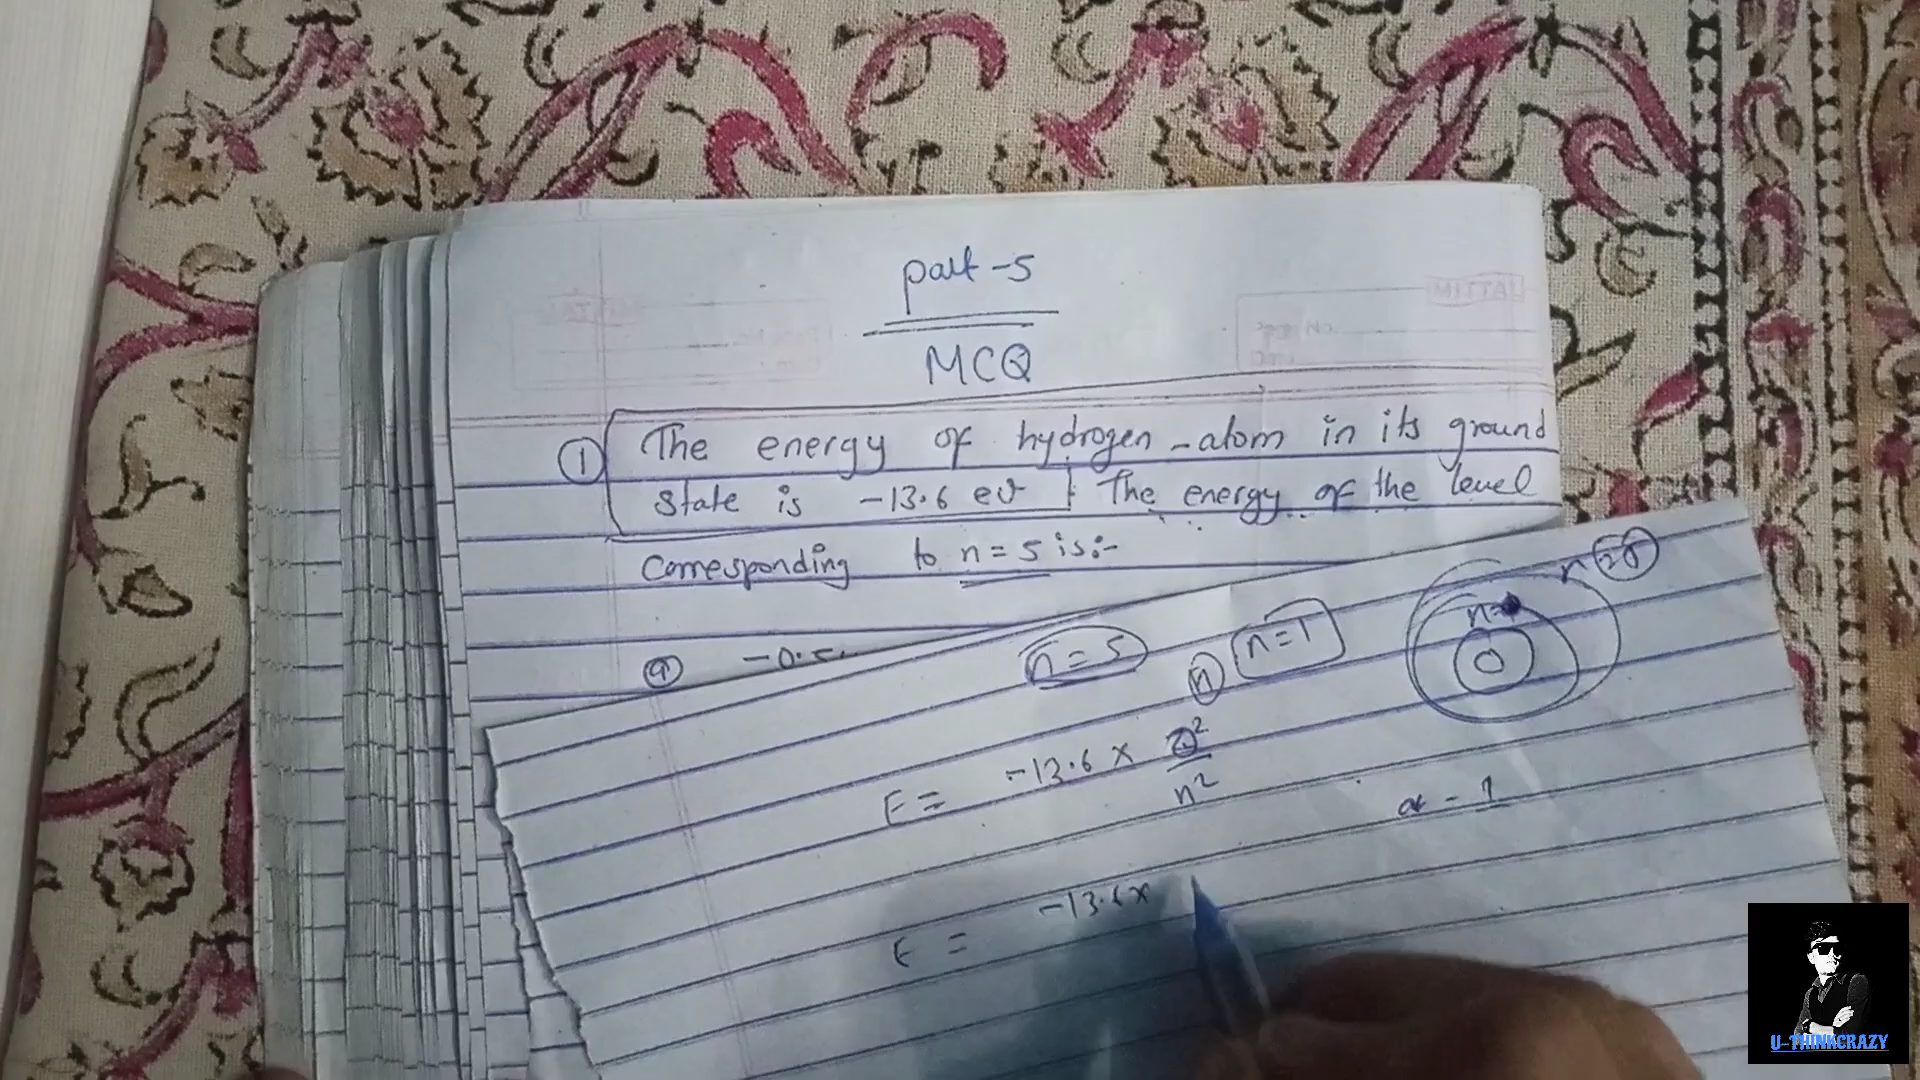 part-5
MCQ
① The energy of hydrogen-atom in its ground
state is -13.6 eV. The energy of the level
Corresponding to n = 5 is:-
ⓐ -0.5
n = 5
n
n = 1
E = -13.6 x Z²/n²
E = -13.6 x
U-THINKCRAZY